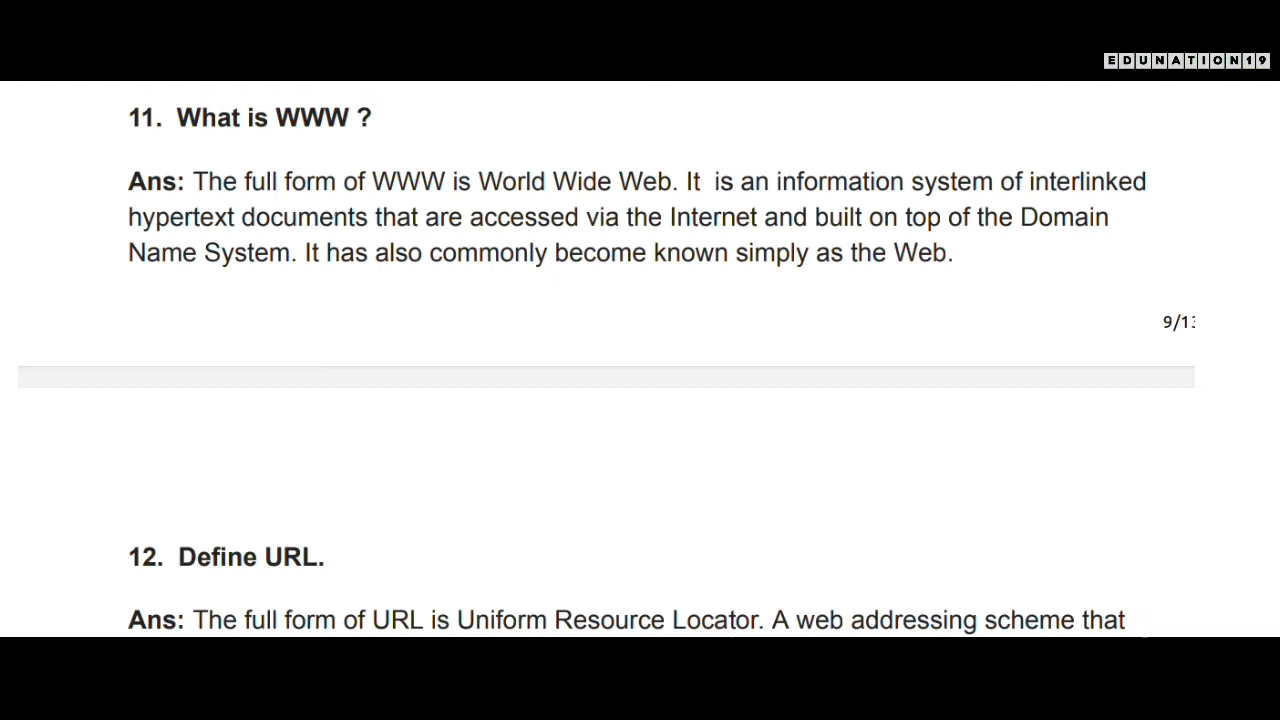 EDUNATION19
11. What is WWW ?
Ans: The full form of WWW is World Wide Web. It is an information system of interlinked
hypertext documents that are accessed via the Internet and built on top of the Domain
Name System. It has also commonly become known simply as the Web.
12. Define URL.
Ans: The full form of URL is Uniform Resource Locator. A web addressing scheme that